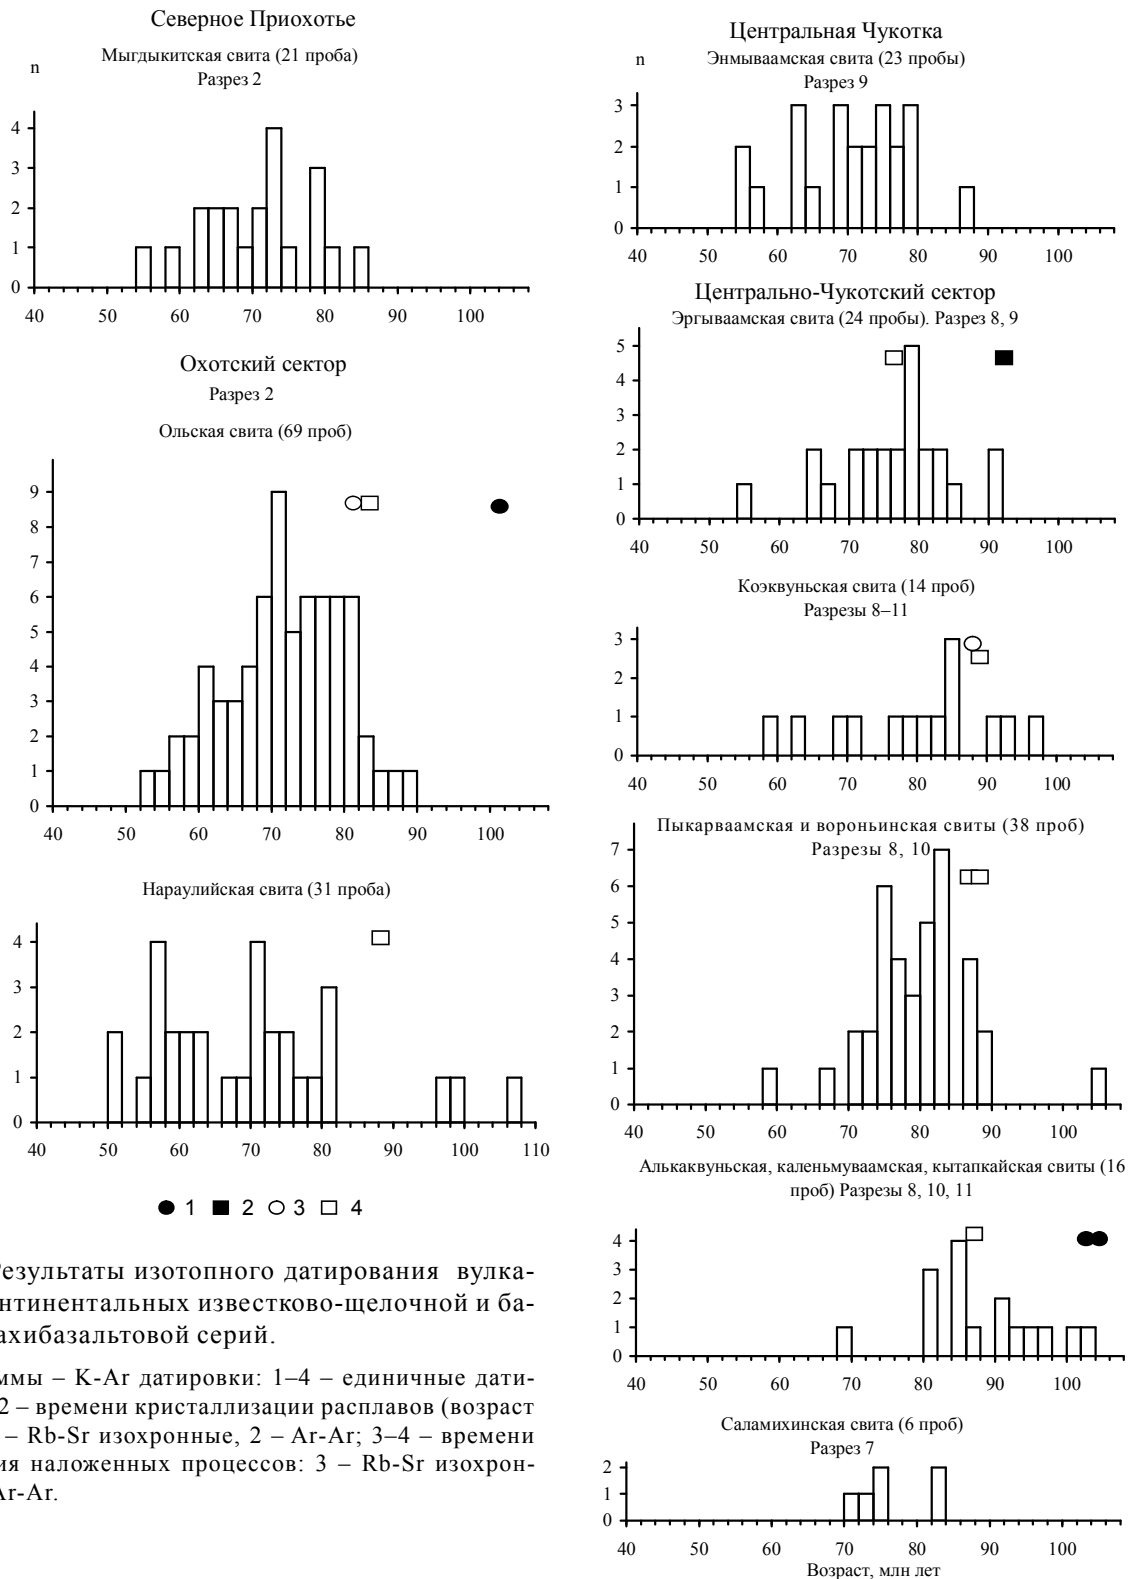 Северное Приохотье
Мыгдыкитская свита (21 проба)
Разрез 2
n
4
3
2
1
0
40 50 60 70 80 90 100
Охотский сектор
Разрез 2
Ольская свита (69 проб)
9
8
7
6
5
4
3
2
1
0
40 50 60 70 80 90 100
Нараулийская свита (31 проба)
4
3
2
1
0
40 50 60 70 80 90 100 110
1 2 3 4
Результаты изотопного датирования вулка-
нтинентальных известково-щелочной и ба-
ахибазальтовой серий.
ммы – K-Ar датировки: 1–4 – единичные дати-
2 – времени кристаллизации расплавов (возраст
– Rb-Sr изохронные, 2 – Ar-Ar; 3–4 – времени
ия наложенных процессов: 3 – Rb-Sr изохрон-
Ar-Ar.
Центральная Чукотка
Энмываамская свита (23 пробы)
Разрез 9
n
3
2
1
0
40 50 60 70 80 90 100
Центрально-Чукотский сектор
Эргываамская свита (24 пробы). Разрез 8, 9
5
4
3
2
1
0
40 50 60 70 80 90 100
Коэквуньская свита (14 проб)
Разрезы 8–11
3
2
1
0
40 50 60 70 80 90 100
Пыкарваамская и вороньинская свиты (38 проб)
Разрезы 8, 10
7
6
5
4
3
2
1
0
40 50 60 70 80 90 100
Алькаквуньская, каленьмуваамская, кытапкайская свиты (16
проб) Разрезы 8, 10, 11
4
3
2
1
0
40 50 60 70 80 90 100
Саламихинская свита (6 проб)
Разрез 7
2
1
0
40 50 60 70 80 90 100
Возраст, млн лет